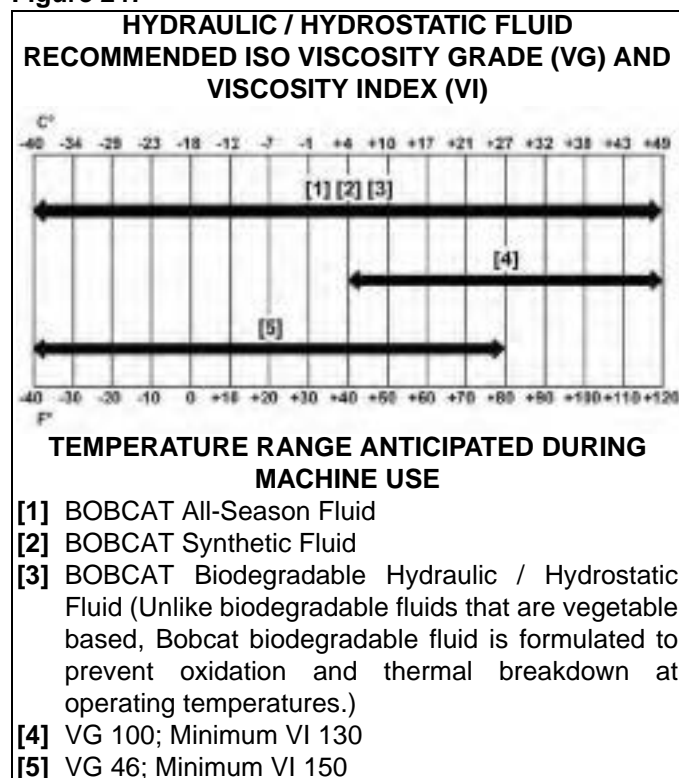 Figure
HYDRAULIC / HYDROSTATIC FLUID
RECOMMENDED ISO VISCOSITY GRADE (VG) AND
VISCOSITY INDEX (VI)
C°
-40 -34 -29 -23 -18 -12 -7 -1 +4 +10 +17 +21 +27 +32 +38 +43 +49
[1] [2] [3]
[4]
[5]
-40 -30 -20 -10 0 +10 +20 +30 +40 +50 +60 +70 +80 +90 +100 +110 +120
F°
TEMPERATURE RANGE ANTICIPATED DURING
MACHINE USE
[1] BOBCAT All-Season Fluid
[2] BOBCAT Synthetic Fluid
[3] BOBCAT Biodegradable Hydraulic / Hydrostatic
Fluid (Unlike biodegradable fluids that are vegetable
based, Bobcat biodegradable fluid is formulated to
prevent oxidation and thermal breakdown at
operating temperatures.)
[4] VG 100; Minimum VI 130
[5] VG 46; Minimum VI 150